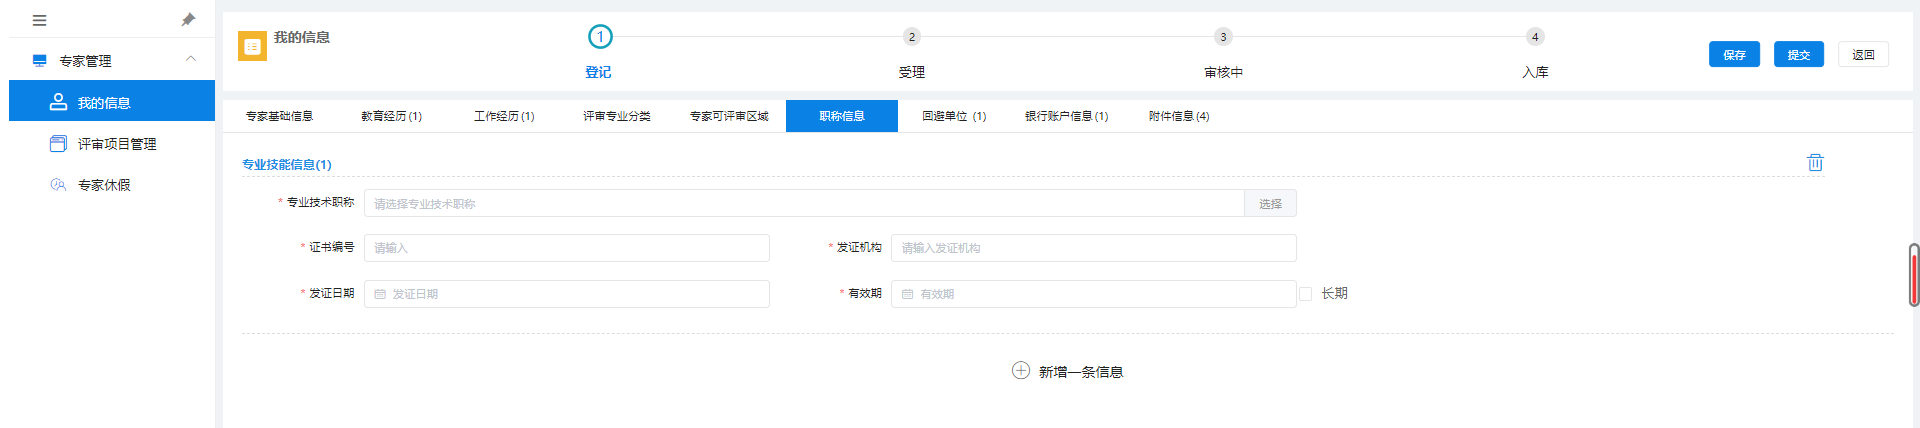 专家管理
我的信息
评审项目管理
专家休假
我的信息
1 2 3 4
登记 受理 审核中 入库
保存 提交 返回
专家基础信息 教育经历(1) 工作经历(1) 评审专业分类 专家可评审区域 职称信息 回避单位 (1) 银行账户信息(1) 附件信息(4)
专业技能信息(1)
* 专业技术职称 请选择专业技术职称 选择
* 证书编号 请输入 * 发证机构 请输入发证机构
* 发证日期 发证日期 * 有效期 有效期 长期
新增一条信息